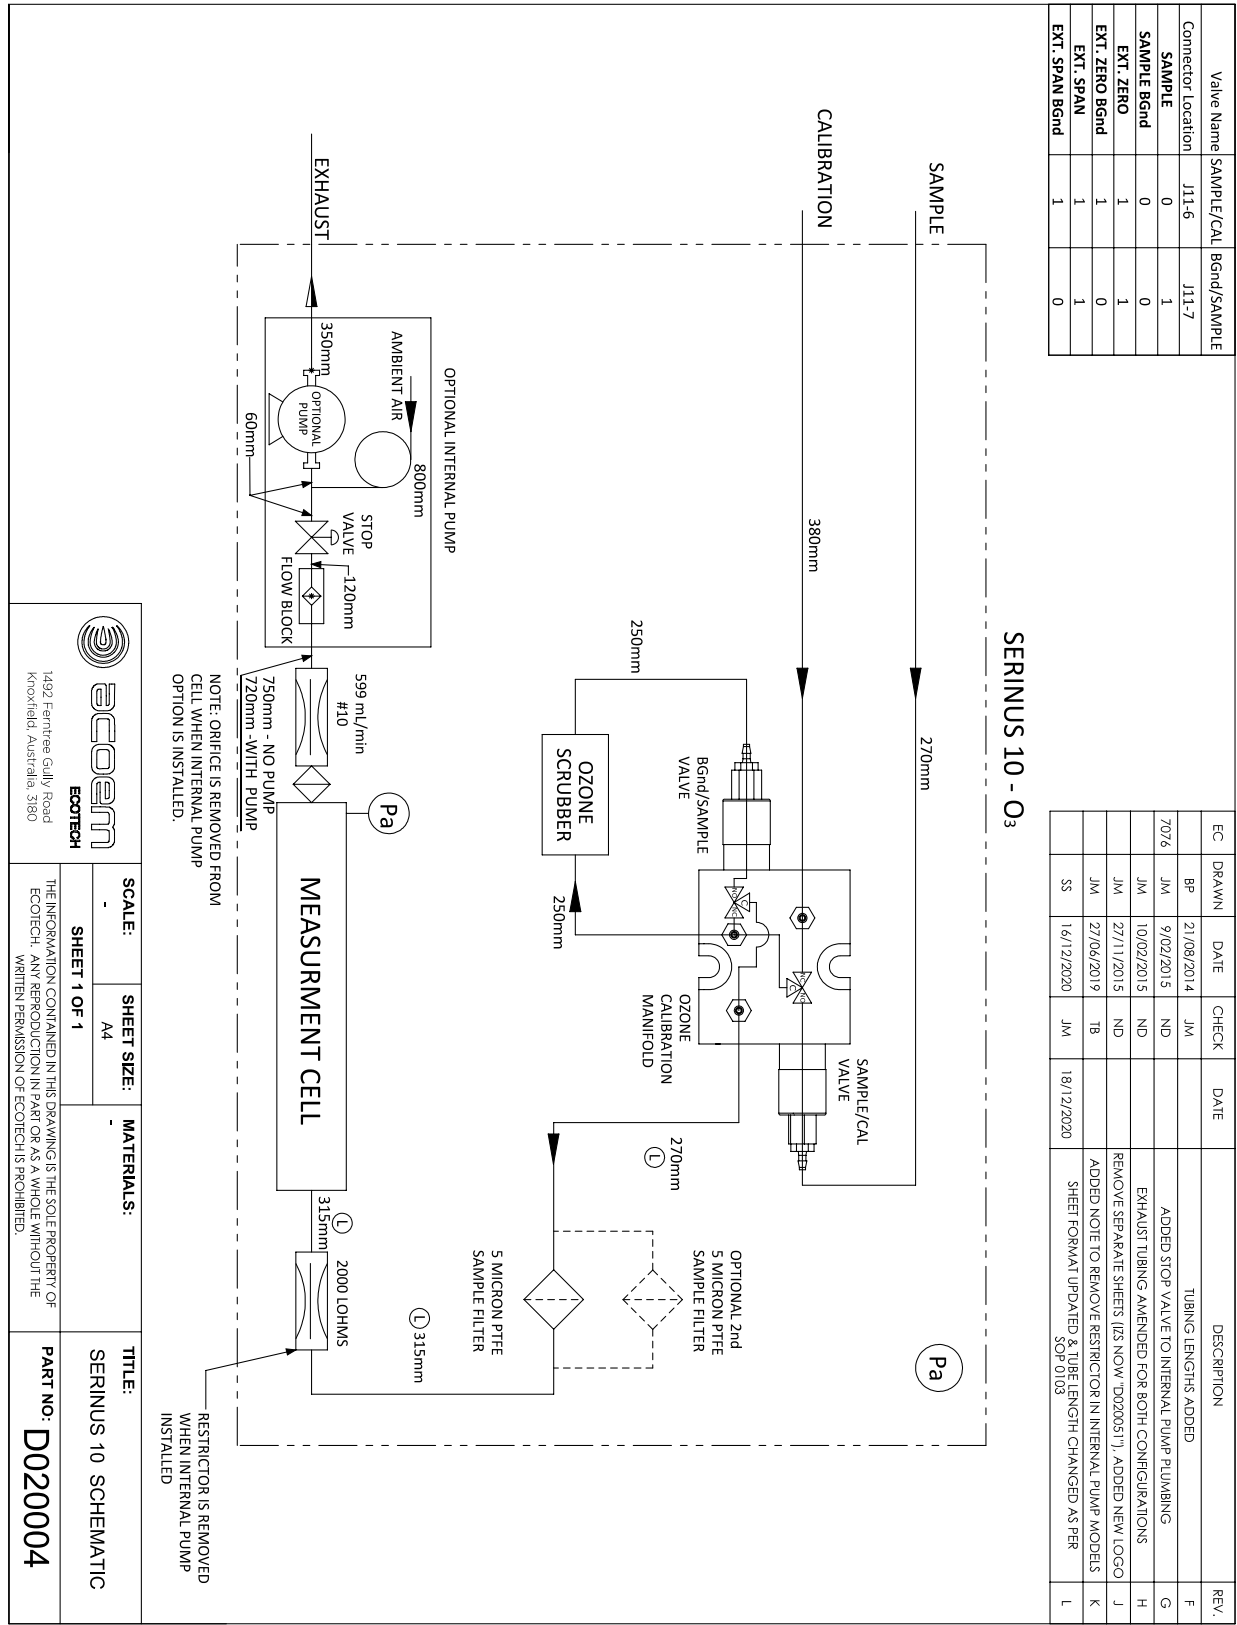 Valve Name SAMPLE/CAL BGnd/SAMPLE
Connector Location J11-6 J11-7
SAMPLE 0 1
SAMPLE BGnd 0 0
EXT. ZERO 1 1
EXT. ZERO BGnd 1 0
EXT. SPAN 1 1
EXT. SPAN BGnd 1 0
EC DRAWN DATE CHECK DATE DESCRIPTION REV.
BP 21/08/2014 JM TUBING LENGTHS ADDED F
7076 JM 9/02/2015 ND ADDED STOP VALVE TO INTERNAL PUMP PLUMBING G
JM 10/02/2015 ND EXHAUST TUBING AMENDED FOR BOTH CONFIGURATIONS H
JM 27/11/2015 ND REMOVE SEPARATE SHEETS (IZS NOW "D020051"), ADDED NEW LOGO J
JM 27/06/2019 TB ADDED NOTE TO REMOVE RESTRICTOR IN INTERNAL PUMP MODELS K
SS 16/12/2020 JM 18/12/2020 SHEET FORMAT UPDATED & TUBE LENGTH CHANGED AS PER
SOP 0103 L
SERINUS 10 - O3
SAMPLE
270mm
Pa
CALIBRATION
380mm
SAMPLE/CAL
VALVE
NC
NO
C
BGnd/SAMPLE
VALVE
NO
NC
C
OZONE
CALIBRATION
MANIFOLD
250mm
OZONE
SCRUBBER
250mm
270mm
L
OPTIONAL 2nd
5 MICRON PTFE
SAMPLE FILTER
5 MICRON PTFE
SAMPLE FILTER
L 315mm
OPTIONAL INTERNAL PUMP
AMBIENT AIR
800mm
STOP
VALVE
EXHAUST
350mm
OPTIONAL
PUMP
60mm
120mm
FLOW BLOCK
599 mL/min
#10
750mm - NO PUMP
720mm -WITH PUMP
Pa
MEASURMENT CELL
L
315mm
2000 LOHMS
NOTE: ORIFICE IS REMOVED FROM
CELL WHEN INTERNAL PUMP
OPTION IS INSTALLED.
RESTRICTOR IS REMOVED
WHEN INTERNAL PUMP
INSTALLED
acoem
ECOTECH
1492 Ferntree Gully Road
Knoxfield, Australia, 3180
SCALE:
-
SHEET SIZE:
A4
MATERIALS:
-
SHEET 1 OF 1
THE INFORMATION CONTAINED IN THIS DRAWING IS THE SOLE PROPERTY OF
ECOTECH. ANY REPRODUCTION IN PART OR AS A WHOLE WITHOUT THE
WRITTEN PERMISSION OF ECOTECH IS PROHIBITED.
TITLE:
SERINUS 10 SCHEMATIC
PART NO: D020004